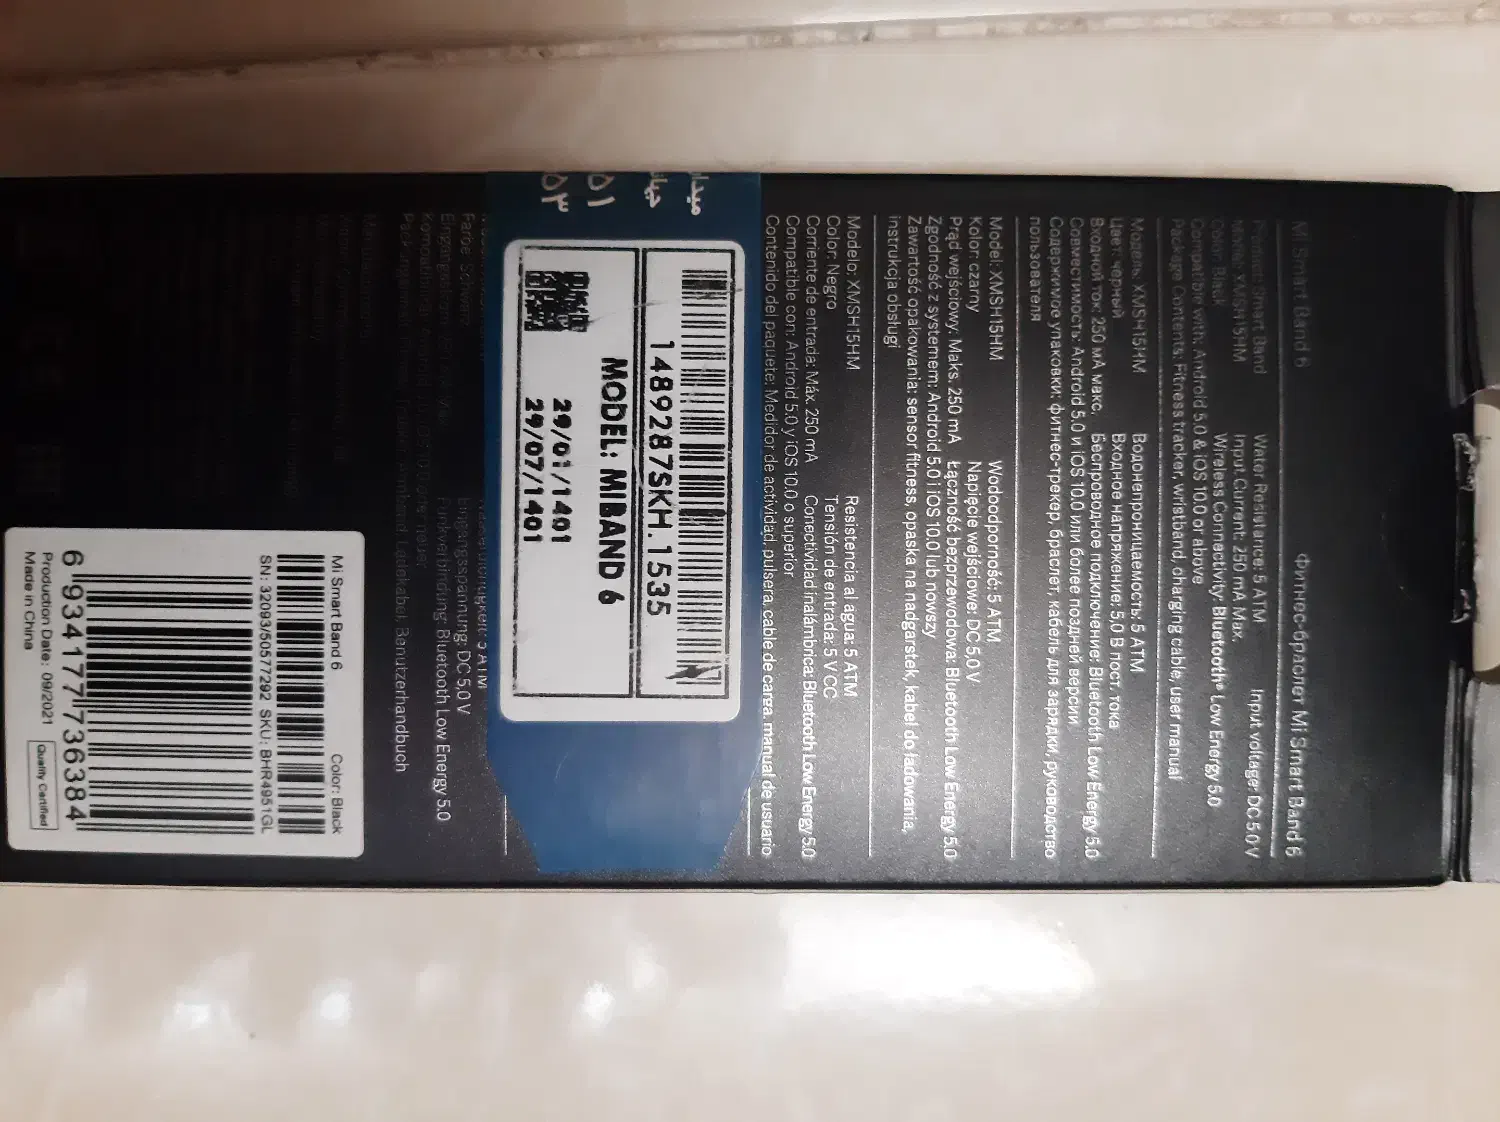 Mi Smart Band 6
Фитнес-браслет Mi Smart Band 6
Product: Smart Band
Water Resistance: 5 ATM
Input voltage: DC 5.0 V
Model: XMSH15HM
Input Current: 250 mA Max.
Color: Black
Wireless Connectivity: Bluetooth® Low Energy 5.0
Compatible with: Android 5.0 & iOS 10.0 or above
Package Contents: Fitness tracker, wristband, charging cable, user manual
Модель: XMSH15HM
Водонепроницаемость: 5 ATM
Цвет: черный
Входное напряжение: 5,0 В пост. тока
Входной ток: 250 мА макс.
Беспроводное подключение: Bluetooth Low Energy 5.0
Совместимость: Android 5.0 и iOS 10.0 или более поздней версии
Содержимое упаковки: фитнес-трекер, браслет, кабель для зарядки, руководство
пользователя
Model: XMSH15HM
Wodoodporność: 5 ATM
Kolor: czarny
Napięcie wejściowe: DC 5,0 V
Prąd wejściowy: Maks. 250 mA
Łączność bezprzewodowa: Bluetooth Low Energy 5.0
Zgodność z systemem: Android 5.0 i iOS 10.0 lub nowszy
Zawartość opakowania: sensor fitness, opaska na nadgarstek, kabel do ładowania,
instrukcja obsługi
Modelo: XMSH15HM
Resistencia al agua: 5 ATM
Color: Negro
Tensión de entrada: 5 V CC
Corriente de entrada: Máx. 250 mA
Conectividad inalámbrica: Bluetooth Low Energy 5.0
Compatible con: Android 5.0 y iOS 10.0 o superior
Contenido del paquete: Medidor de actividad, pulsera, cable de carga, manual de usuario
۵۱
۵۳
1489287SKH.1535
MODEL: MIBAND 6
29/01/1401
29/07/1401
5 ATM
Farbe: Schwarz
Eingangsspannung: DC 5.0 V
Funkverbindung: Bluetooth Low Energy 5.0
Ladekabel, Benutzerhandbuch
Mi Smart Band 6
Color: Black
SN: 32093/50577292 SKU: BHR4951GL
6 934177 736384
Production Date: 09/2021
Made in China
Quality Certified